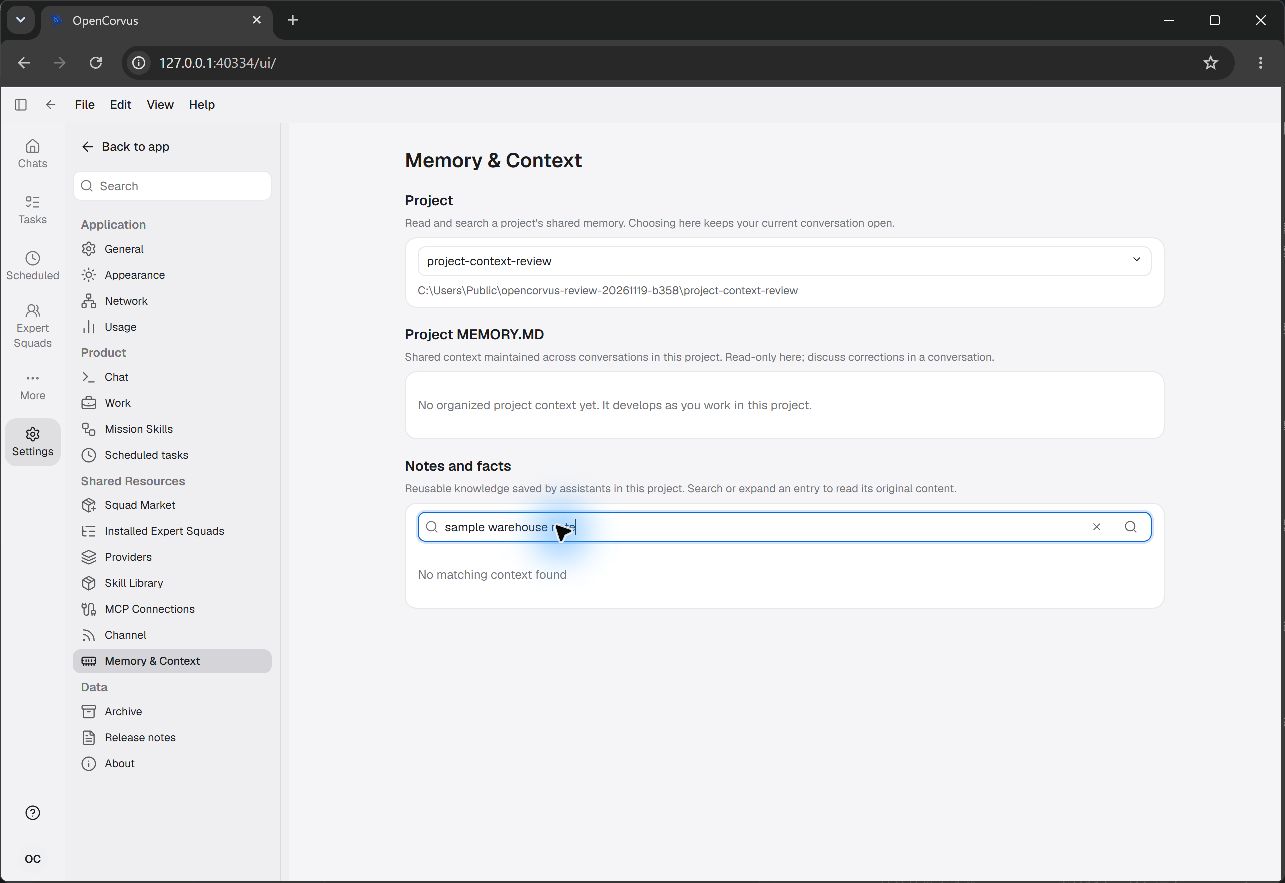 OpenCorvus
127.0.0.1:40334/ui/
File Edit View Help
Chats
Tasks
Scheduled
Expert
Squads
More
Settings
OC
Back to app
Search
Application
General
Appearance
Network
Usage
Product
Chat
Work
Mission Skills
Scheduled tasks
Shared Resources
Squad Market
Installed Expert Squads
Providers
Skill Library
MCP Connections
Channel
Memory & Context
Data
Archive
Release notes
About
Memory & Context
Project
Read and search a project's shared memory. Choosing here keeps your current conversation open.
project-context-review
C:\Users\Public\opencorvus-review-20261119-b358\project-context-review
Project MEMORY.MD
Shared context maintained across conversations in this project. Read-only here; discuss corrections in a conversation.
No organized project context yet. It develops as you work in this project.
Notes and facts
Reusable knowledge saved by assistants in this project. Search or expand an entry to read its original content.
sample warehouse
No matching context found